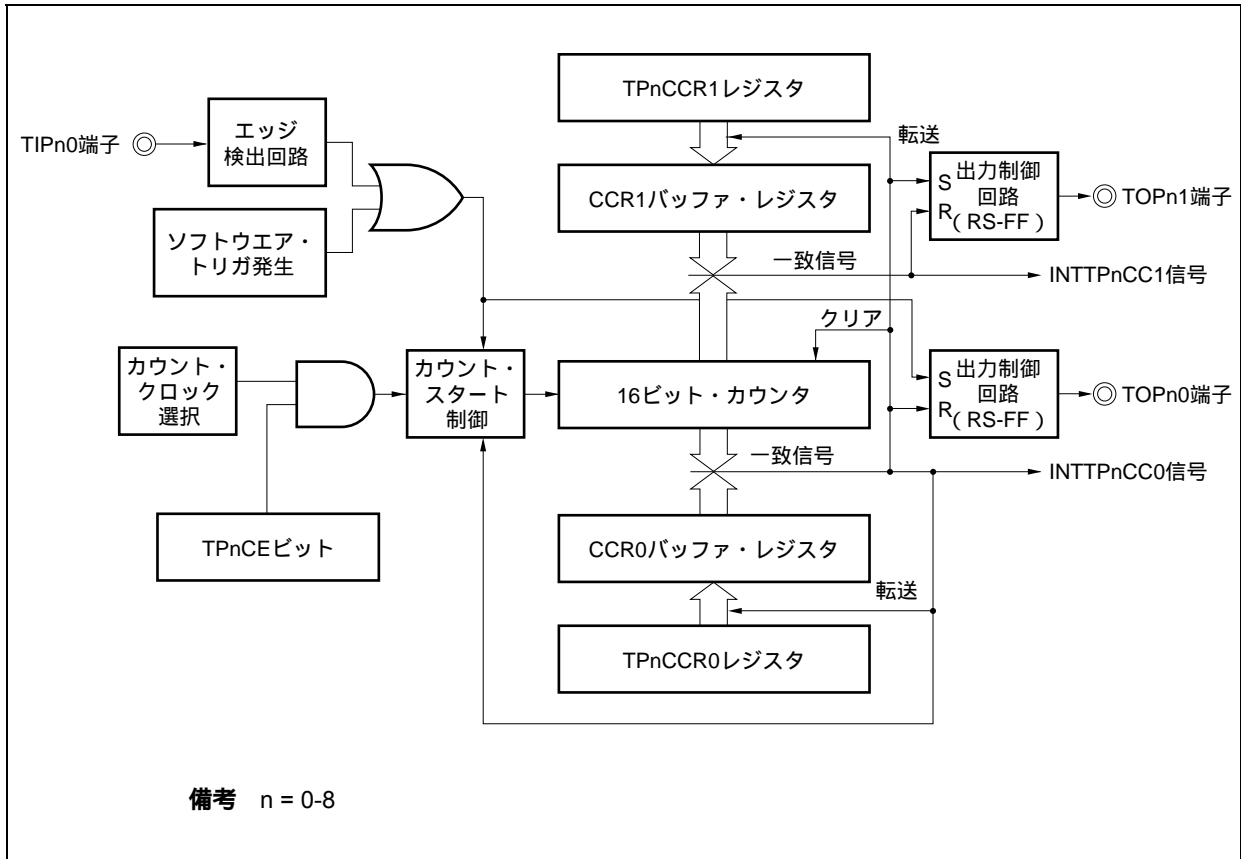 TPnCCR1レジスタ
TIPn0端子
エッジ
検出回路
転送
CCR1バッファ・レジスタ
S
R
出力制御
回路
(RS-FF)
TOPn1端子
ソフトウエア・
トリガ発生
一致信号
INTTPnCC1信号
クリア
カウント・
クロック
選択
カウント・
スタート
制御
16ビット・カウンタ
S
R
出力制御
回路
(RS-FF)
TOPn0端子
一致信号
INTTPnCC0信号
TPnCEビット
CCR0バッファ・レジスタ
転送
TPnCCR0レジスタ
備考 n = 0-8